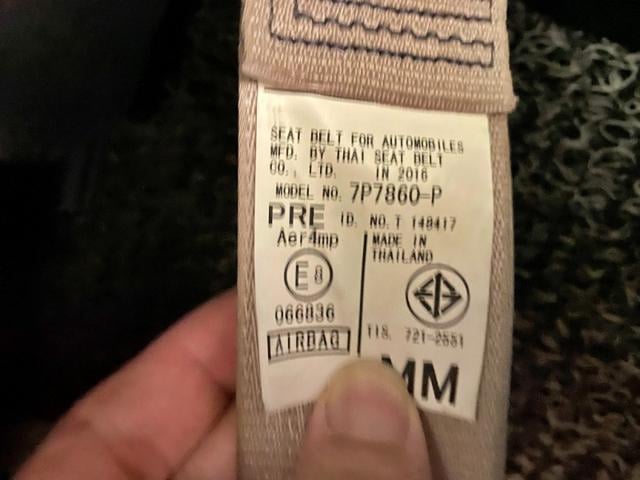 SEAT BELT FOR AUTOMOBILES
MFD. BY THAI SEAT BELT
CO., LTD. IN 2016
MODEL NO. 7P7860-P
PRE ID. NO. T 148417
Aer4mp
MADE IN
THAILAND
E8
066836
AIRBAG
TIS. 721-2551
MM